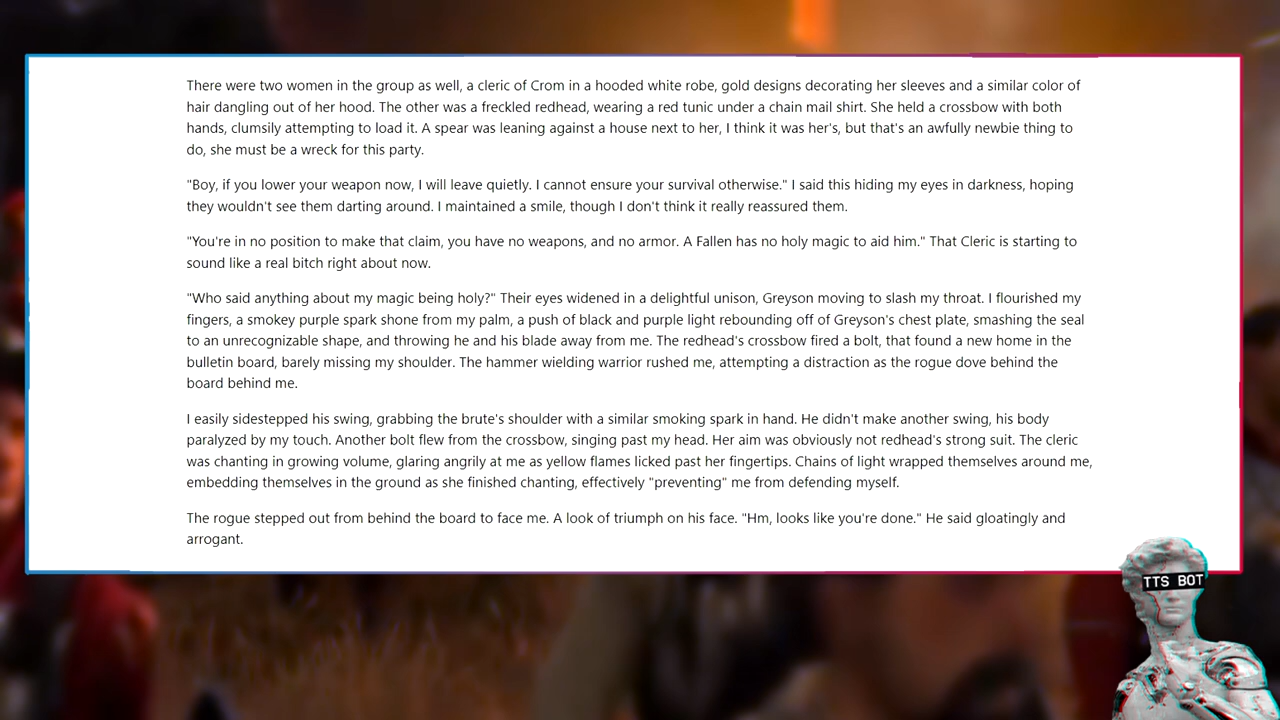 There were two women in the group as well, a cleric of Crom in a hooded white robe, gold designs decorating her sleeves and a similar color of
hair dangling out of her hood. The other was a freckled redhead, wearing a red tunic under a chain mail shirt. She held a crossbow with both
hands, clumsily attempting to load it. A spear was leaning against a house next to her, I think it was her's, but that's an awfully newbie thing to
do, she must be a wreck for this party.
"Boy, if you lower your weapon now, I will leave quietly. I cannot ensure your survival otherwise." I said this hiding my eyes in darkness, hoping
they wouldn't see them darting around. I maintained a smile, though I don't think it really reassured them.
"You're in no position to make that claim, you have no weapons, and no armor. A Fallen has no holy magic to aid him." That Cleric is starting to
sound like a real bitch right about now.
"Who said anything about my magic being holy?" Their eyes widened in a delightful unison, Greyson moving to slash my throat. I flourished my
fingers, a smokey purple spark shone from my palm, a push of black and purple light rebounding off of Greyson's chest plate, smashing the seal
to an unrecognizable shape, and throwing he and his blade away from me. The redhead's crossbow fired a bolt, that found a new home in the
bulletin board, barely missing my shoulder. The hammer wielding warrior rushed me, attempting a distraction as the rogue dove behind the
board behind me.
I easily sidestepped his swing, grabbing the brute's shoulder with a similar smoking spark in hand. He didn't make another swing, his body
paralyzed by my touch. Another bolt flew from the crossbow, singing past my head. Her aim was obviously not redhead's strong suit. The cleric
was chanting in growing volume, glaring angrily at me as yellow flames licked past her fingertips. Chains of light wrapped themselves around me,
embedding themselves in the ground as she finished chanting, effectively "preventing" me from defending myself.
The rogue stepped out from behind the board to face me. A look of triumph on his face. "Hm, looks like you're done." He said gloatingly and
arrogant.
TTS BOT